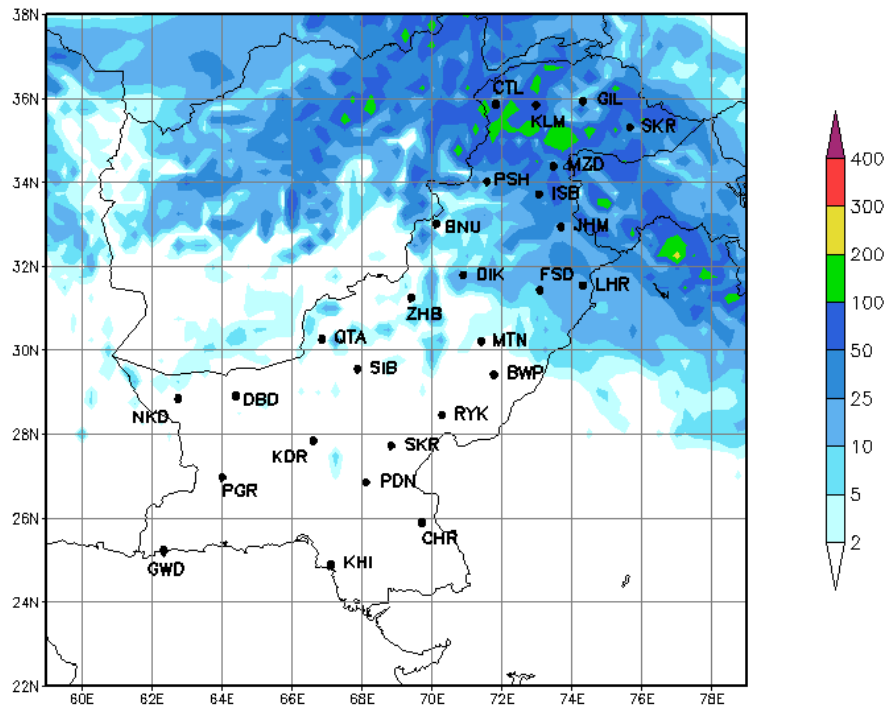 38N
36N
CTL
GIL
KLM
SKR
400
34N
PSH
MZD
ISB
300
BNU
JHM
200
32N
DIK
FSD
LHR
100
ZHB
30N
QTA
MTN
50
SIB
BWP
NKD
DBD
25
28N
RYK
KDR
SKR
10
PGR
PDN
5
26N
CHR
2
GWD
KHI
24N
22N
60E 62E 64E 66E 68E 70E 72E 74E 76E 78E